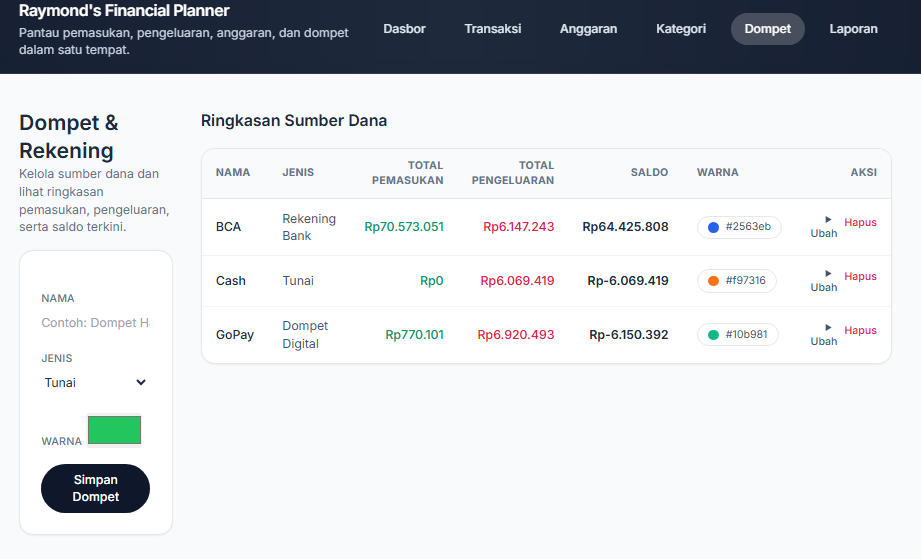 Raymond's Financial Planner
Pantau pemasukan, pengeluaran, anggaran, dan dompet
dalam satu tempat.
Dasbor
Transaksi
Anggaran
Kategori
Dompet
Laporan
Dompet &
Rekening
Kelola sumber dana dan
lihat ringkasan
pemasukan, pengeluaran,
serta saldo terkini.
NAMA
Contoh: Dompet H
JENIS
Tunai
WARNA
Simpan
Dompet
Ringkasan Sumber Dana
NAMA JENIS TOTAL PEMASUKAN TOTAL PENGELUARAN SALDO WARNA AKSI
BCA Rekening Bank Rp70.573.051 Rp6.147.243 Rp64.425.808 #2563eb Ubah Hapus
Cash Tunai Rp0 Rp6.069.419 Rp-6.069.419 #f97316 Ubah Hapus
GoPay Dompet Digital Rp770.101 Rp6.920.493 Rp-6.150.392 #10b981 Ubah Hapus